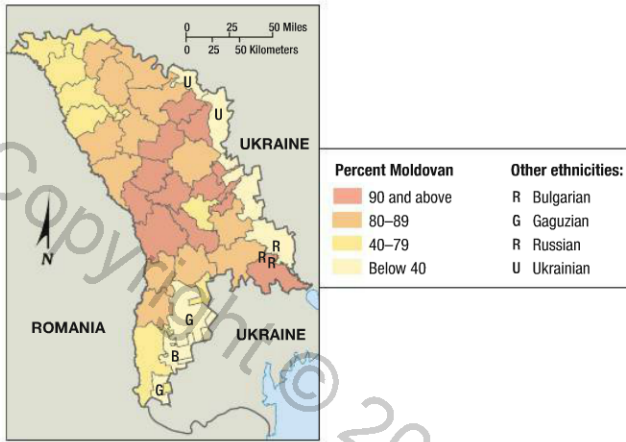 0 25 50 Miles
0 25 50 Kilometers
U
U
UKRAINE
N
R
R
R
ROMANIA
UKRAINE
G
B
G
Percent Moldovan
90 and above
80–89
40–79
Below 40
Other ethnicities:
R Bulgarian
G Gaguzian
R Russian
U Ukrainian
Copyright © 20